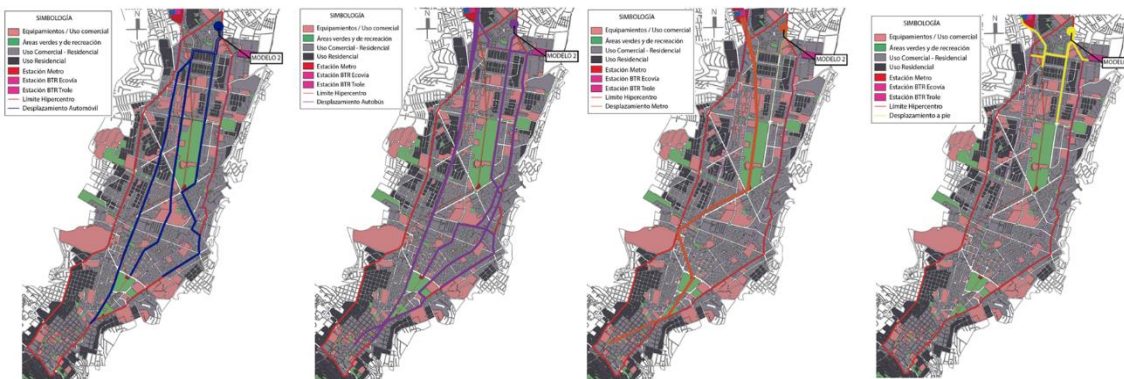 SIMBOLOGÍA
Equipamientos / Uso comercial
Áreas verdes y de recreación
Uso Comercial - Residencial
Uso Residencial
Estación Metro
Estación BTR Ecovía
Estación BTR Trole
Limite Hipercentro
Desplazamiento Automóvil
N
MODELO 2
SIMBOLOGÍA
Equipamientos / Uso comercial
Áreas verdes y de recreación
Uso Comercial - Residencial
Uso Residencial
Estación Metro
Estación BTR Ecovía
Estación BTR Trole
Limite Hipercentro
Desplazamiento Autobús
N
MODELO 2
SIMBOLOGÍA
Equipamientos / Uso comercial
Áreas verdes y de recreación
Uso Comercial - Residencial
Uso Residencial
Estación Metro
Estación BTR Ecovía
Estación BTR Trole
Limite Hipercentro
Desplazamiento Metro
N
MODELO 2
SIMBOLOGÍA
Equipamientos / Uso comercial
Áreas verdes y de recreación
Uso Comercial - Residencial
Uso Residencial
Estación Metro
Estación BTR Ecovía
Estación BTR Trole
Limite Hipercentro
Desplazamiento a pie
N
MODELO